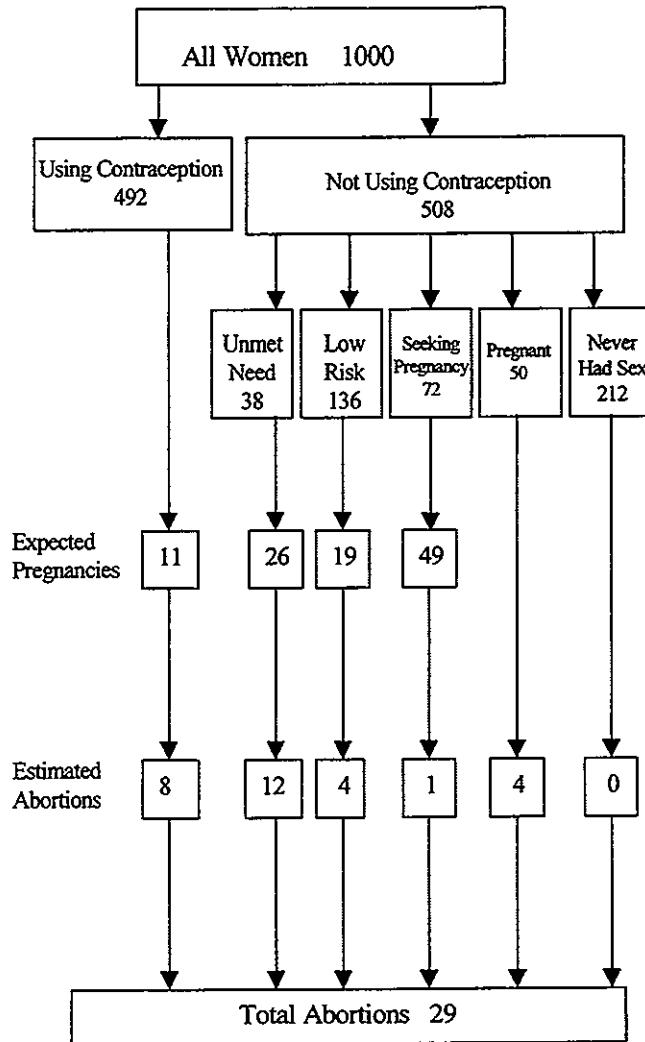 All Women 1000
Using Contraception
492
Not Using Contraception
508
Unmet
Need
38
Low
Risk
136
Seeking
Pregnancy
72
Pregnant
50
Never
Had Sex
212
Expected
Pregnancies
11
26
19
49
Estimated
Abortions
8
12
4
1
4
0
Total Abortions 29